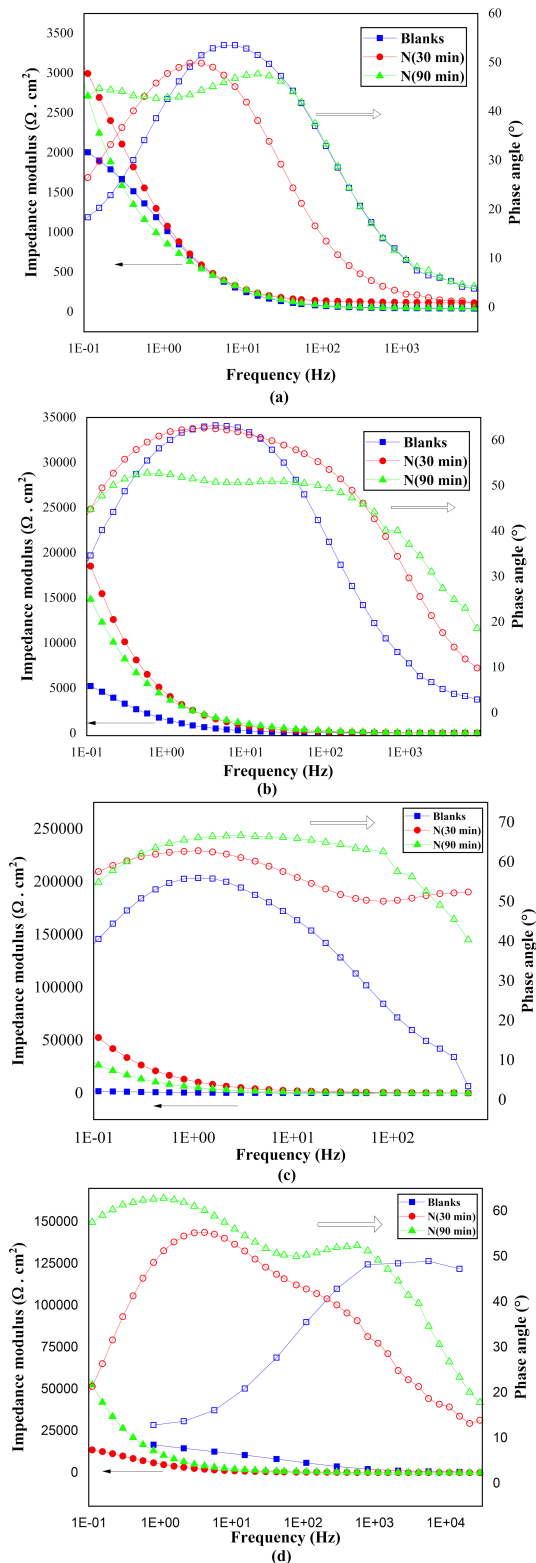 4000
3500
3000
2500
2000
1500
1000
500
0
Impedance modulus (Ω . cm²)
60
50
40
30
20
10
0
Phase angle (°)
Blanks
N(30 min)
N(90 min)
1E-01 1E+00 1E+01 1E+02 1E+03
Frequency (Hz)
(a)
35000
30000
25000
20000
15000
10000
5000
0
Impedance modulus (Ω . cm²)
60
50
40
30
20
10
0
Phase angle (°)
Blanks
N(30 min)
N(90 min)
1E-01 1E+00 1E+01 1E+02 1E+03
Frequency (Hz)
(b)
250000
200000
150000
100000
50000
0
Impedance modulus (Ω . cm²)
70
60
50
40
30
20
10
0
Phase angle (°)
Blanks
N(30 min)
N(90 min)
1E-01 1E+00 1E+01 1E+02
Frequency (Hz)
(c)
150000
125000
100000
75000
50000
25000
0
Impedance modulus (Ω . cm²)
60
50
40
30
20
10
0
Phase angle (°)
Blanks
N(30 min)
N(90 min)
1E-01 1E+00 1E+01 1E+02 1E+03 1E+04
Frequency (Hz)
(d)